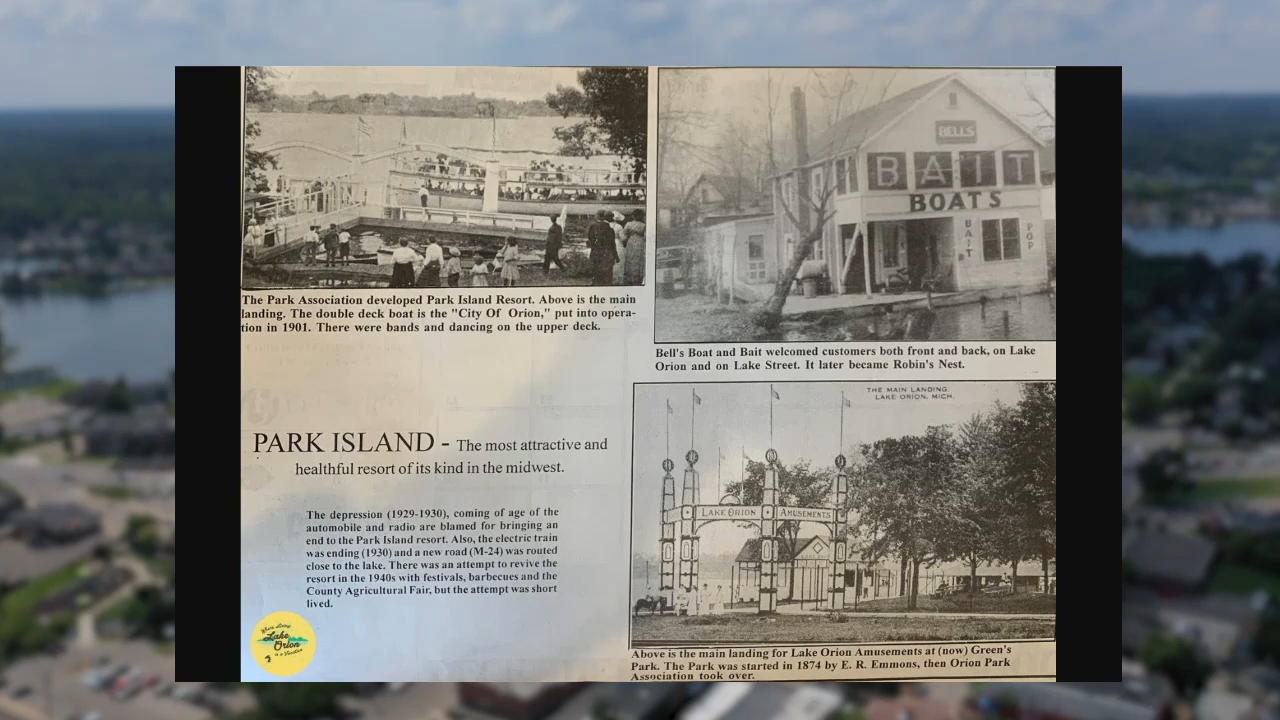 The Park Association developed Park Island Resort. Above is the main
landing. The double deck boat is the "City Of Orion," put into opera-
tion in 1901. There were bands and dancing on the upper deck.
BELLS
BAIT
BOATS
BAIT
POP
Bell's Boat and Bait welcomed customers both front and back, on Lake
Orion and on Lake Street. It later became Robin's Nest.
PARK ISLAND - The most attractive and
healthful resort of its kind in the midwest.
The depression (1929-1930), coming of age of the
automobile and radio are blamed for bringing an
end to the Park Island resort. Also, the electric train
was ending (1930) and a new road (M-24) was routed
close to the lake. There was an attempt to revive the
resort in the 1940s with festivals, barbecues and the
County Agricultural Fair, but the attempt was short
lived.
Where Living
Lake
Orion
is a Vacation
THE MAIN LANDING.
LAKE ORION, MICH.
LAKE ORION AMUSEMENTS
Above is the main landing for Lake Orion Amusements at (now) Green's
Park. The Park was started in 1874 by E. R. Emmons, then Orion Park
Association took over.